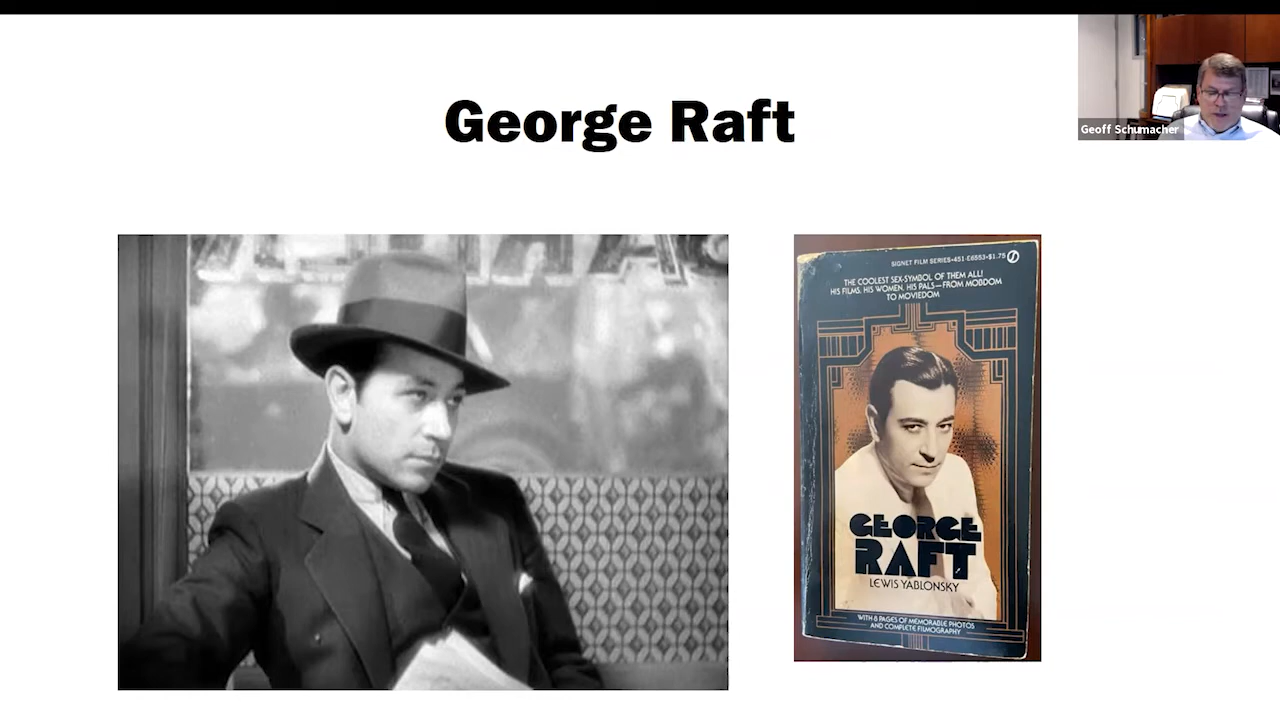 George Raft
Geoff Schumacher
SIGNET FILM SERIES•451-E6553•$1.75
THE COOLEST SEX-SYMBOL OF THEM ALL!
HIS FILMS, HIS WOMEN, HIS PALS—FROM MOBDOM
TO MOVIEDOM
GEORGE
RAFT
LEWIS YABLONSKY
WITH 8 PAGES OF MEMORABLE PHOTOS
AND COMPLETE FILMOGRAPHY